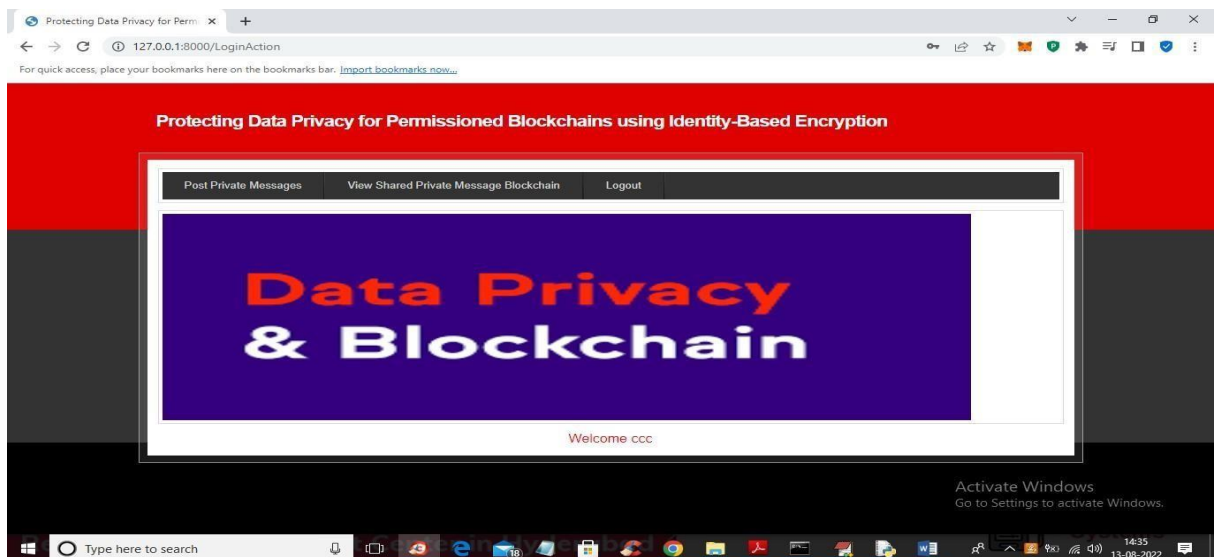 Protecting Data Privacy for Perm
127.0.0.1:8000/LoginAction
For quick access, place your bookmarks here on the bookmarks bar. Import bookmarks now...
Protecting Data Privacy for Permissioned Blockchains using Identity-Based Encryption
Post Private Messages View Shared Private Message Blockchain Logout
Data Privacy
& Blockchain
Welcome ccc
Activate Windows
Go to Settings to activate Windows.
Type here to search
18
14:35
13-08-2022